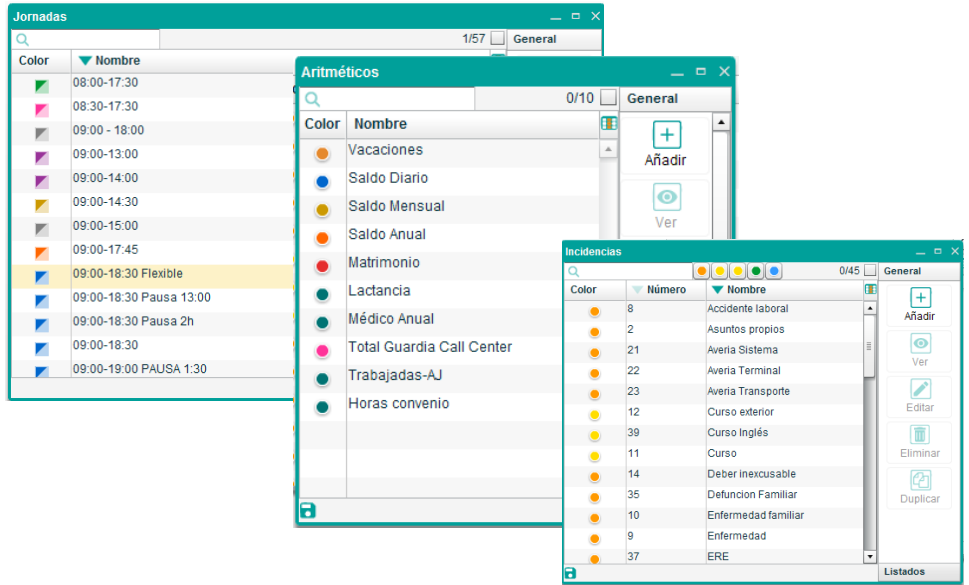 Jornadas
1/57 General
Color Nombre
08:00-17:30
08:30-17:30
09:00 - 18:00
09:00-13:00
09:00-14:00
09:00-14:30
09:00-15:00
09:00-17:45
09:00-18:30 Flexible
09:00-18:30 Pausa 13:00
09:00-18:30 Pausa 2h
09:00-18:30
09:00-19:00 PAUSA 1:30
Aritméticos
0/10 General
Color Nombre
Vacaciones
Saldo Diario
Saldo Mensual
Saldo Anual
Matrimonio
Lactancia
Médico Anual
Total Guardia Call Center
Trabajadas-AJ
Horas convenio
Añadir
Ver
Incidencias
0/45 General
Color Número Nombre
8 Accidente laboral
2 Asuntos propios
21 Averia Sistema
22 Averia Terminal
23 Averia Transporte
12 Curso exterior
39 Curso Inglés
11 Curso
14 Deber inexcusable
35 Defuncion Familiar
10 Enfermedad familiar
9 Enfermedad
37 ERE
Añadir
Ver
Editar
Eliminar
Duplicar
Listados